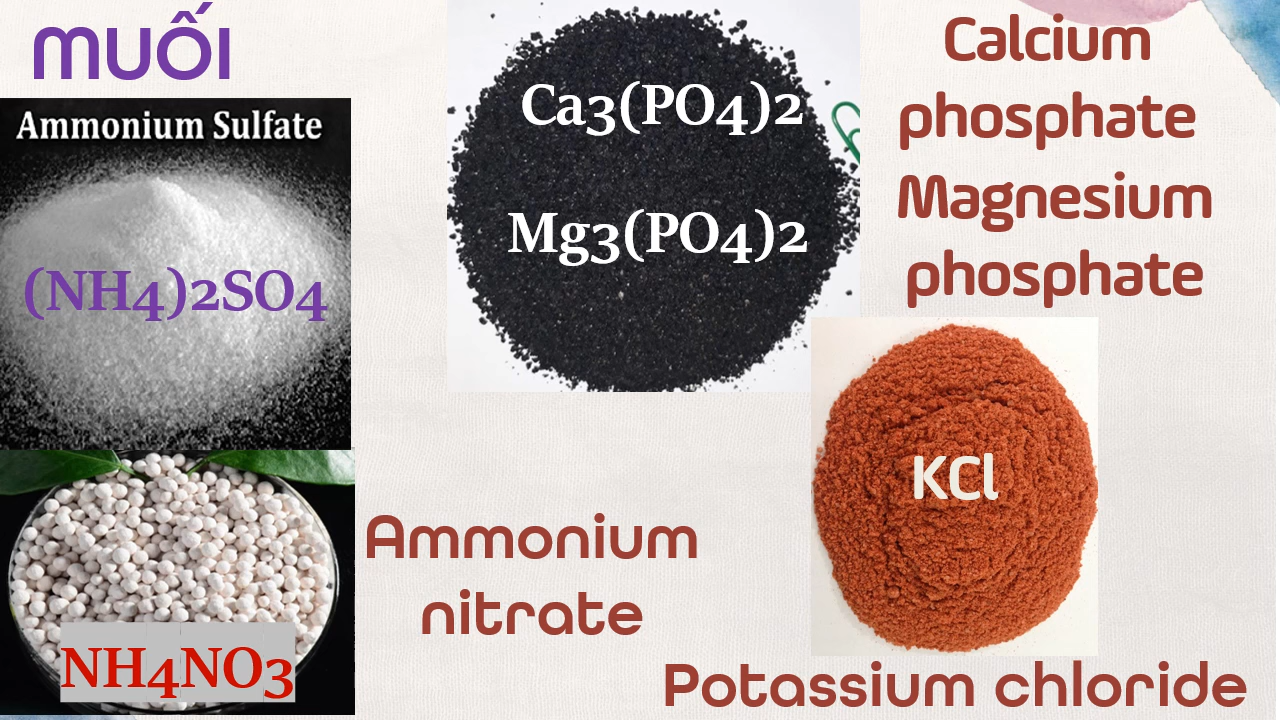 MUỐI
Ammonium Sulfate
(NH4)2SO4
Ca3(PO4)2
Mg3(PO4)2
Calcium
phosphate
Magnesium
phosphate
KCl
Ammonium
nitrate
NH4NO3
Potassium chloride